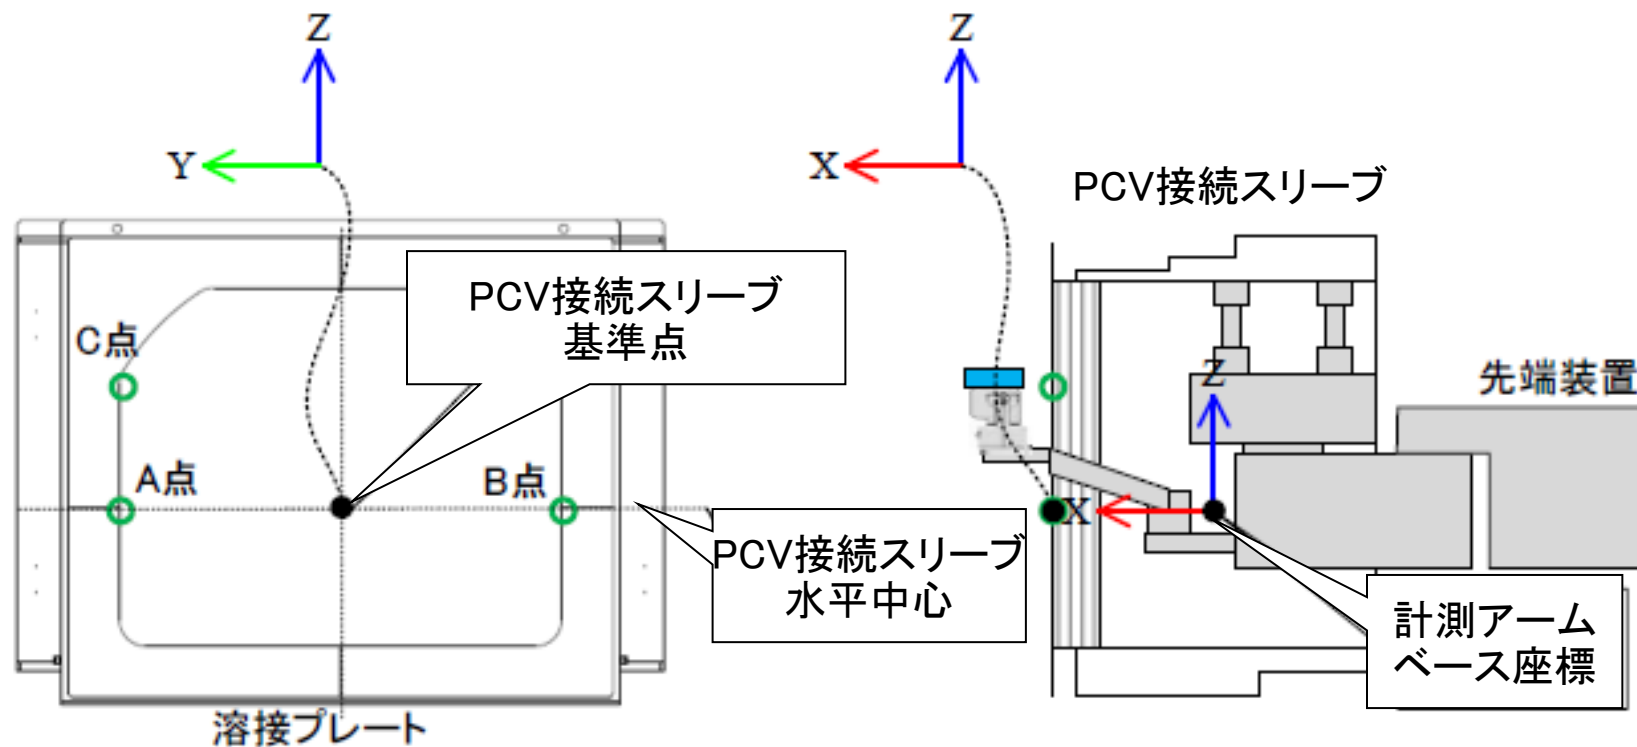 Z
Y
PCV接続スリーブ
基準点
C点
A点
B点
PCV接続スリーブ
水平中心
溶接プレート
Z
X
PCV接続スリーブ
先端装置
Z
X
計測アーム
ベース座標